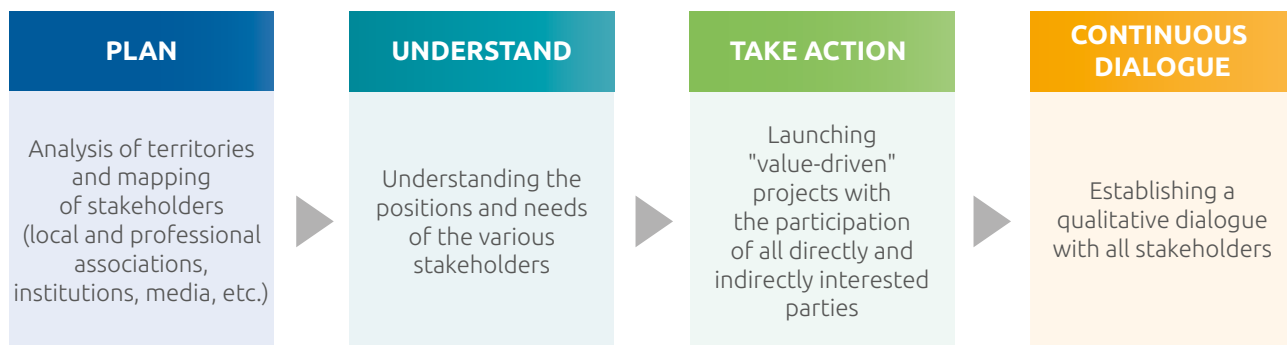 PLAN
Analysis of territories
and mapping
of stakeholders
(local and professional
associations,
institutions, media, etc.)
UNDERSTAND
Understanding the
positions and needs
of the various
stakeholders
TAKE ACTION
Launching
"value-driven"
projects with
the participation
of all directly and
indirectly interested
parties
CONTINUOUS
DIALOGUE
Establishing a
qualitative dialogue
with all stakeholders